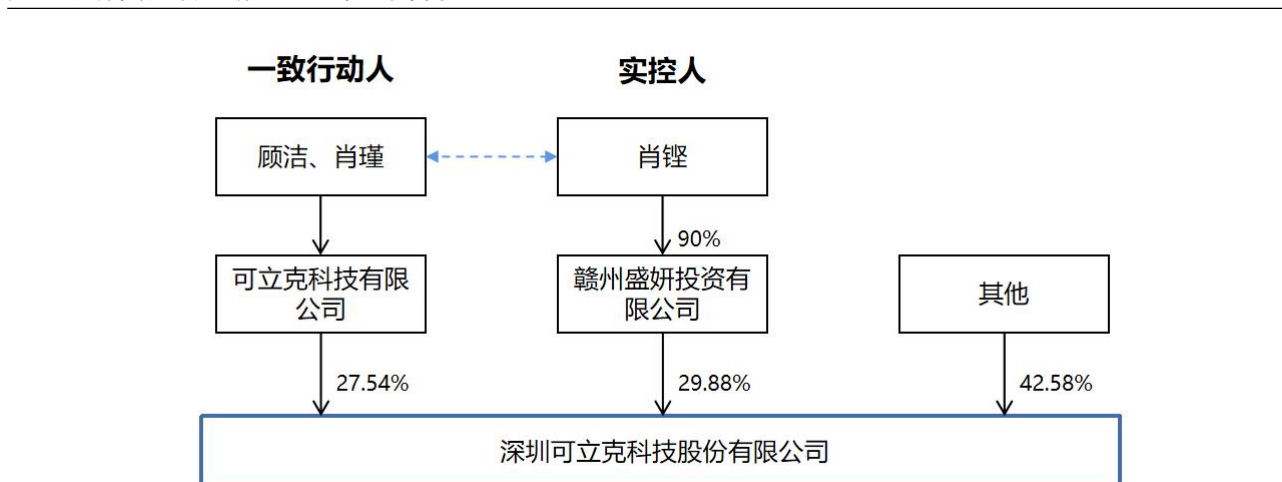 一致行动人
实控人
顾洁、肖瑾
肖铿
90%
可立克科技有限
公司
赣州盛妍投资有
限公司
其他
27.54%
29.88%
42.58%
深圳可立克科技股份有限公司